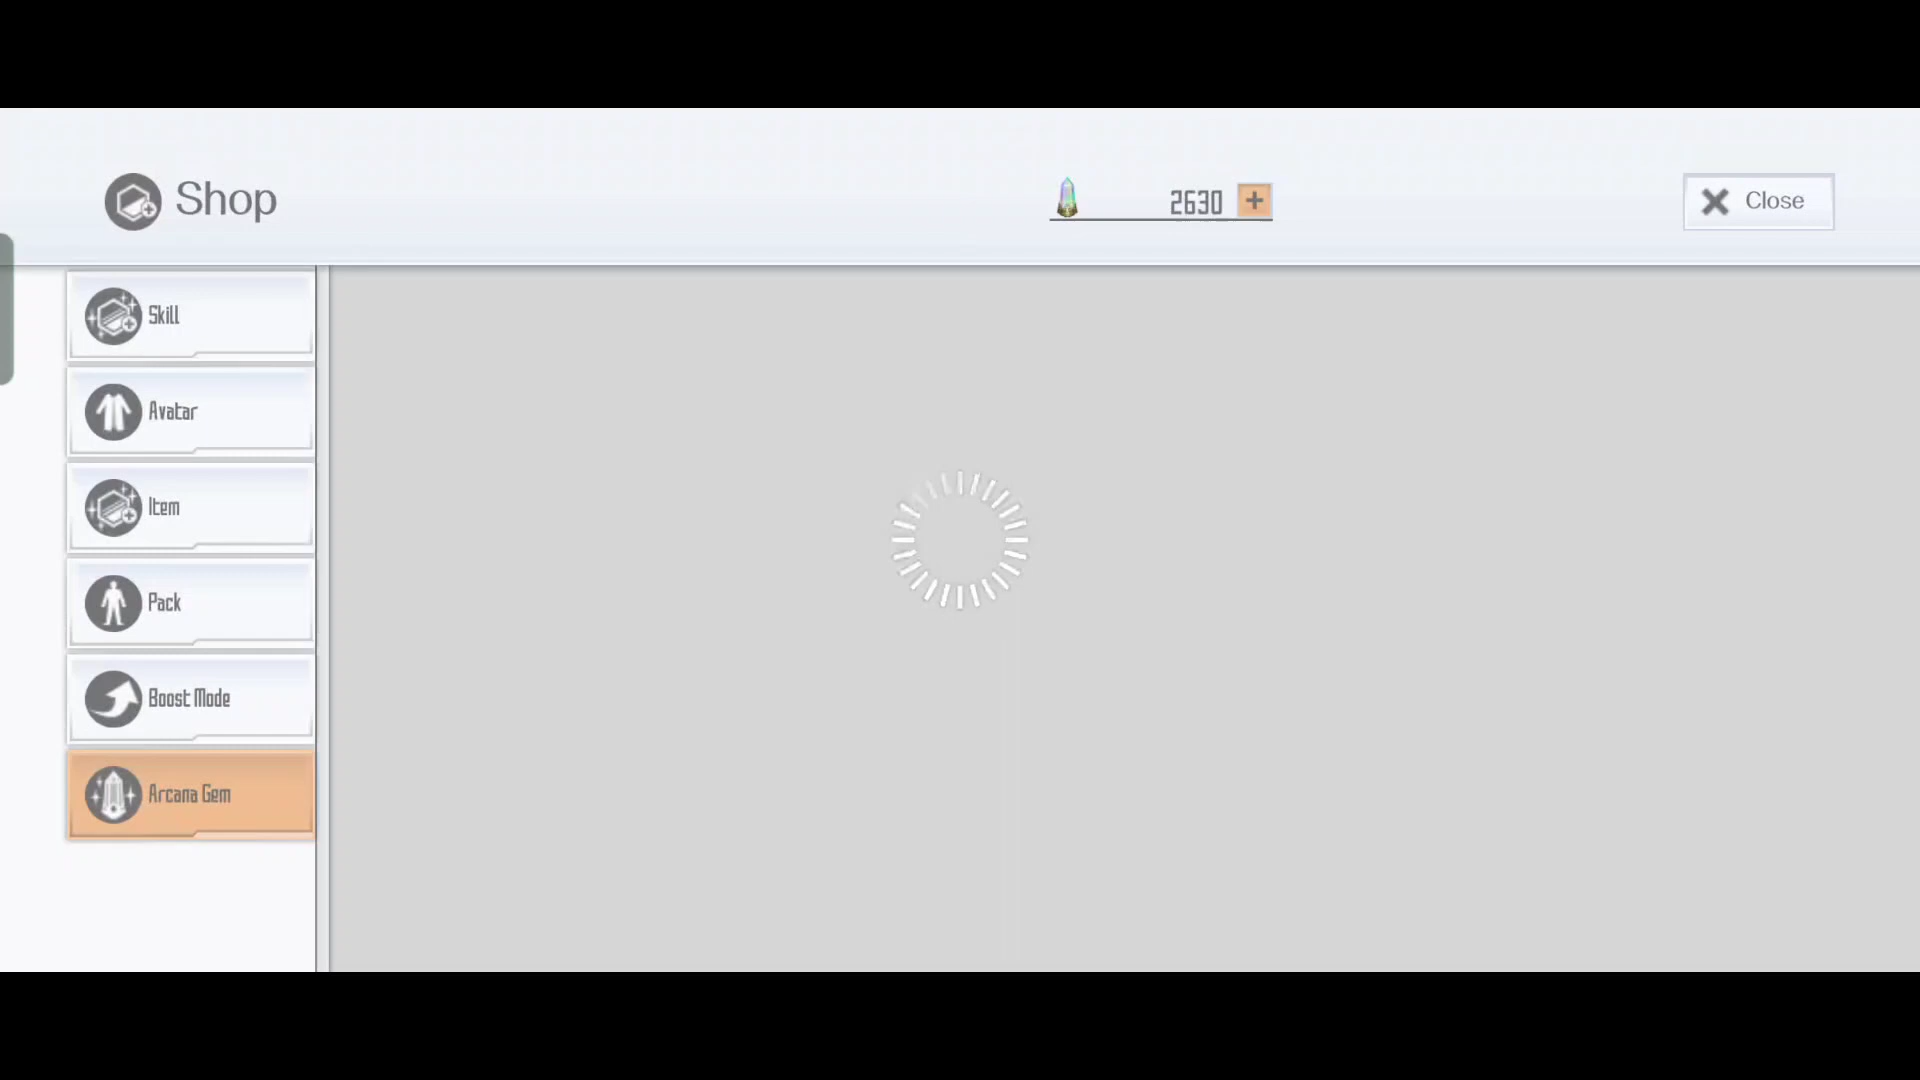 Shop
2630
Close
Skill
Avatar
Item
Pack
Boost Mode
Arcana Gem